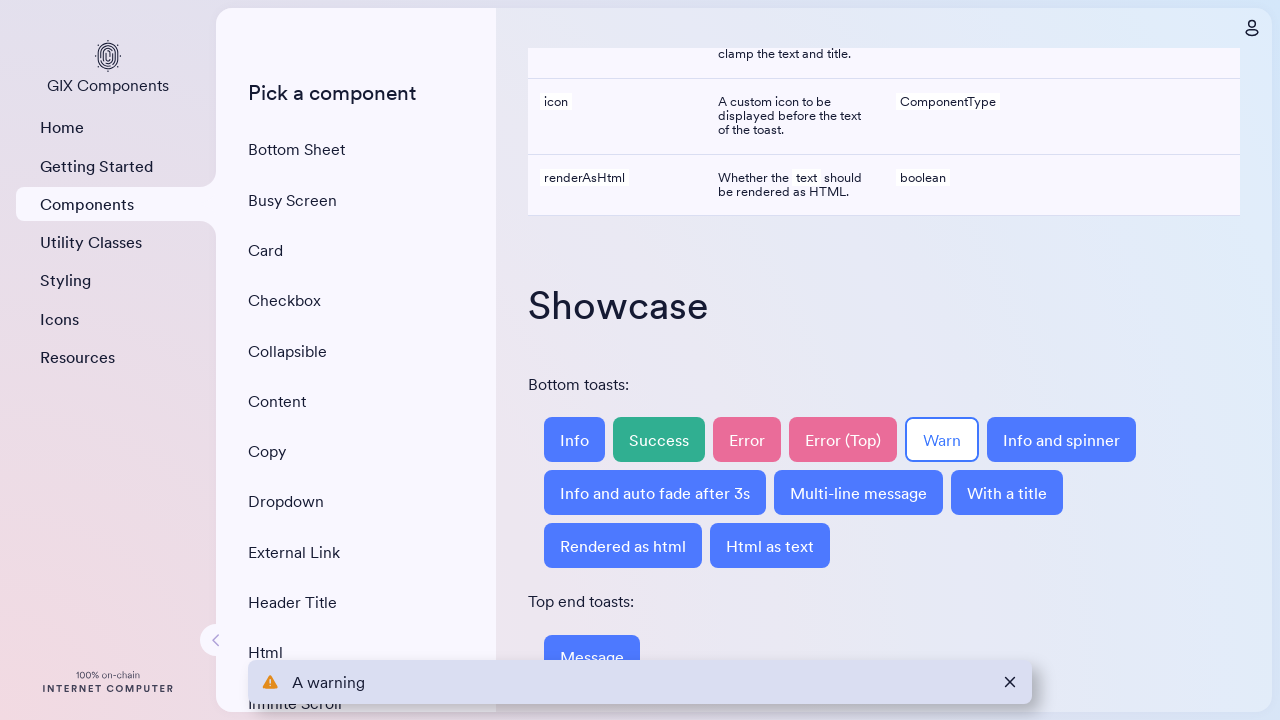 GIX Components
Home
Getting Started
Components
Utility Classes
Styling
Icons
Resources
100% on-chain
INTERNET COMPUTER
Pick a component
Bottom Sheet
Busy Screen
Card
Checkbox
Collapsible
Content
Copy
Dropdown
External Link
Header Title
Html
Infinite Scroll
clamp the text and title.
icon
A custom icon to be
displayed before the text
of the toast.
ComponentType
renderAsHtml
Whether the text should
be rendered as HTML.
boolean
Showcase
Bottom toasts:
Info Success Error Error (Top) Warn Info and spinner
Info and auto fade after 3s Multi-line message With a title
Rendered as html Html as text
Top end toasts:
Message
A warning